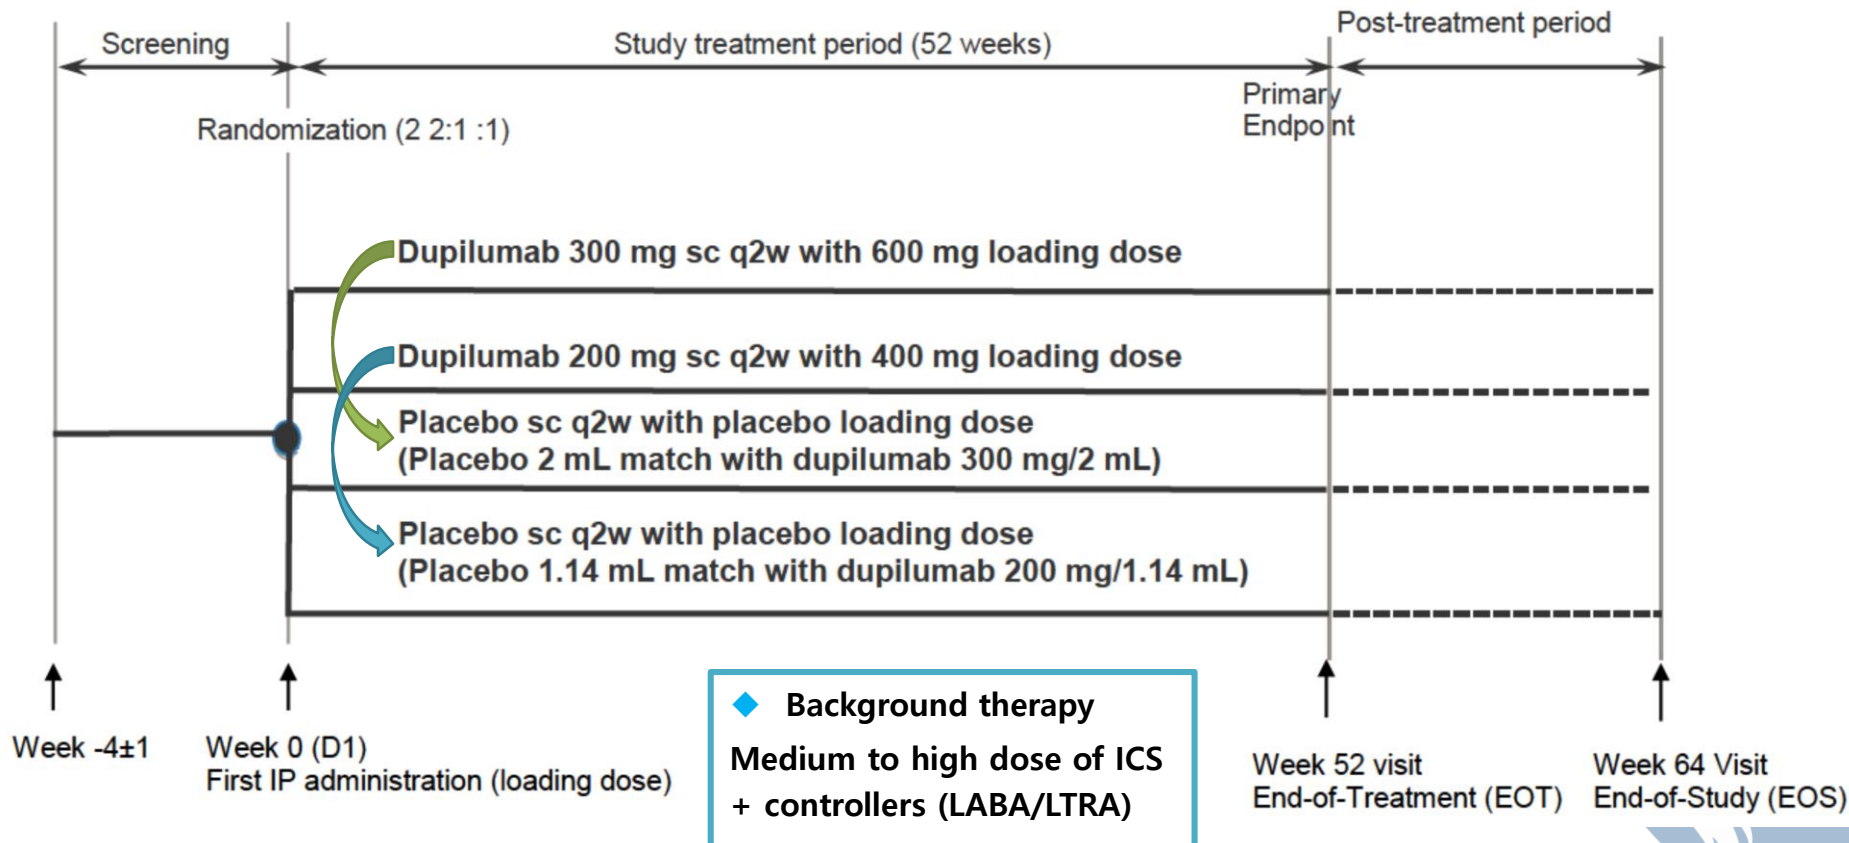 Screening
Study treatment period (52 weeks)
Post-treatment period
Primary
Endpoint
Randomization (2 2:1 :1)
Dupilumab 300 mg sc q2w with 600 mg loading dose
Dupilumab 200 mg sc q2w with 400 mg loading dose
Placebo sc q2w with placebo loading dose
(Placebo 2 mL match with dupilumab 300 mg/2 mL)
Placebo sc q2w with placebo loading dose
(Placebo 1.14 mL match with dupilumab 200 mg/1.14 mL)
Week -4±1
Week 0 (D1)
First IP administration (loading dose)
Background therapy
Medium to high dose of ICS
+ controllers (LABA/LTRA)
Week 52 visit
End-of-Treatment (EOT)
Week 64 Visit
End-of-Study (EOS)